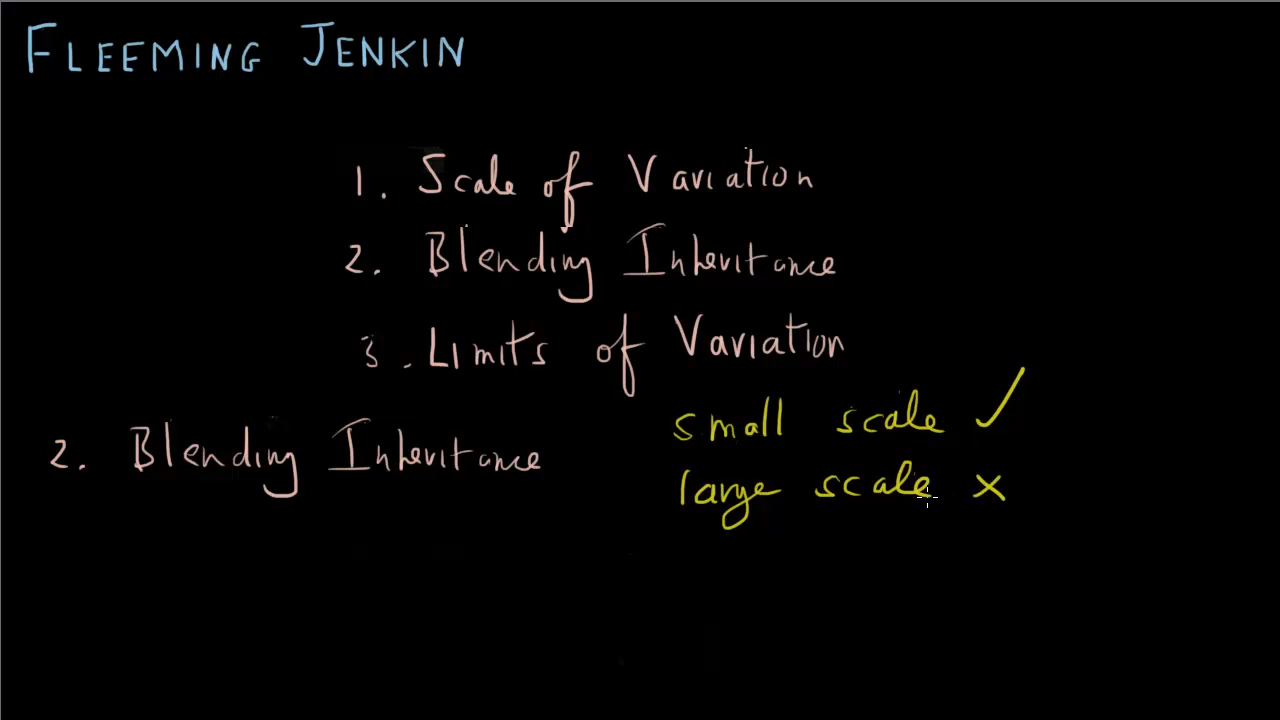 FLEEMING JENKIN
1. Scale of Variation
2. Blending Inheritance
3. Limits of Variation
small scale ✓
2. Blending Inheritance
large scale ×